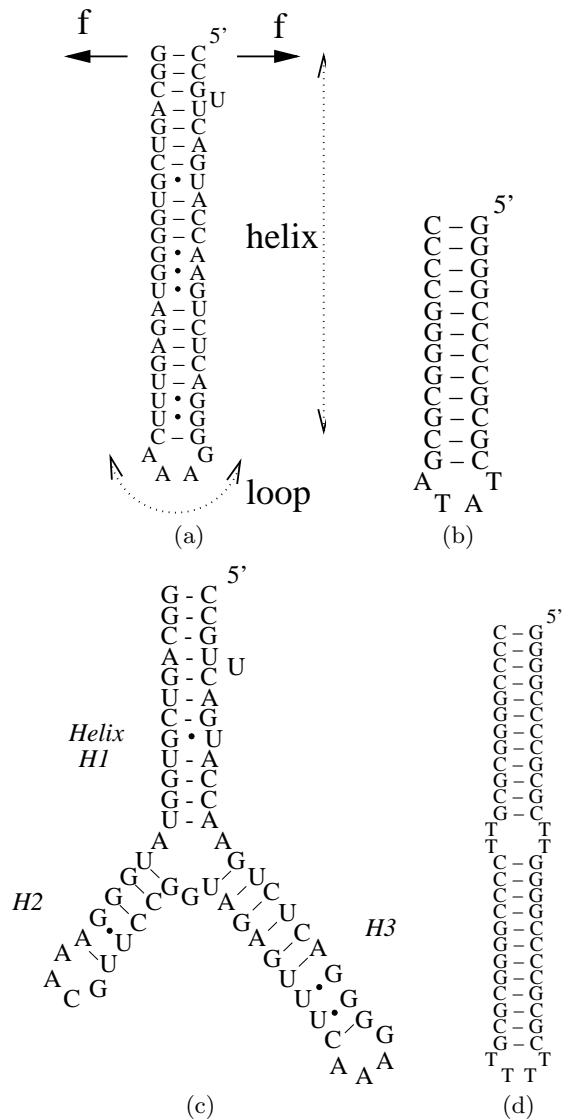 f f
5'
G – C
G – C
C – G
A – U U
G – C
U – A
C – G
G • U
U – A
G – C
G – C
G • A
G • A
U • G
A – U
G – C
A – U
G – C
U – A
U • G
U • G
C – G
A G
A A
helix
loop
(a)
5'
C – G
C – G
C – G
C – G
G – C
G – C
G – C
G – C
C – G
G – C
C – G
G – C
A T
T A
(b)
5'
G - C
G - C
C - G
A - U U
G - C
U - A
C - G
G • U
U - A
G - C
G - C
U - A
Helix
H1
A A G U C U C A G G G G A A A C U U U G A G A U G G C C U U G C A A A G G G U A
H2
H3
(c)
5'
C – G
C – G
C – G
C – G
G – C
G – C
G – C
G – C
C – G
G – C
C – G
G – C
T T
T T
C – G
C – G
C – G
C – G
G – C
G – C
G – C
G – C
C – G
G – C
C – G
G – C
T T
T T
(d)